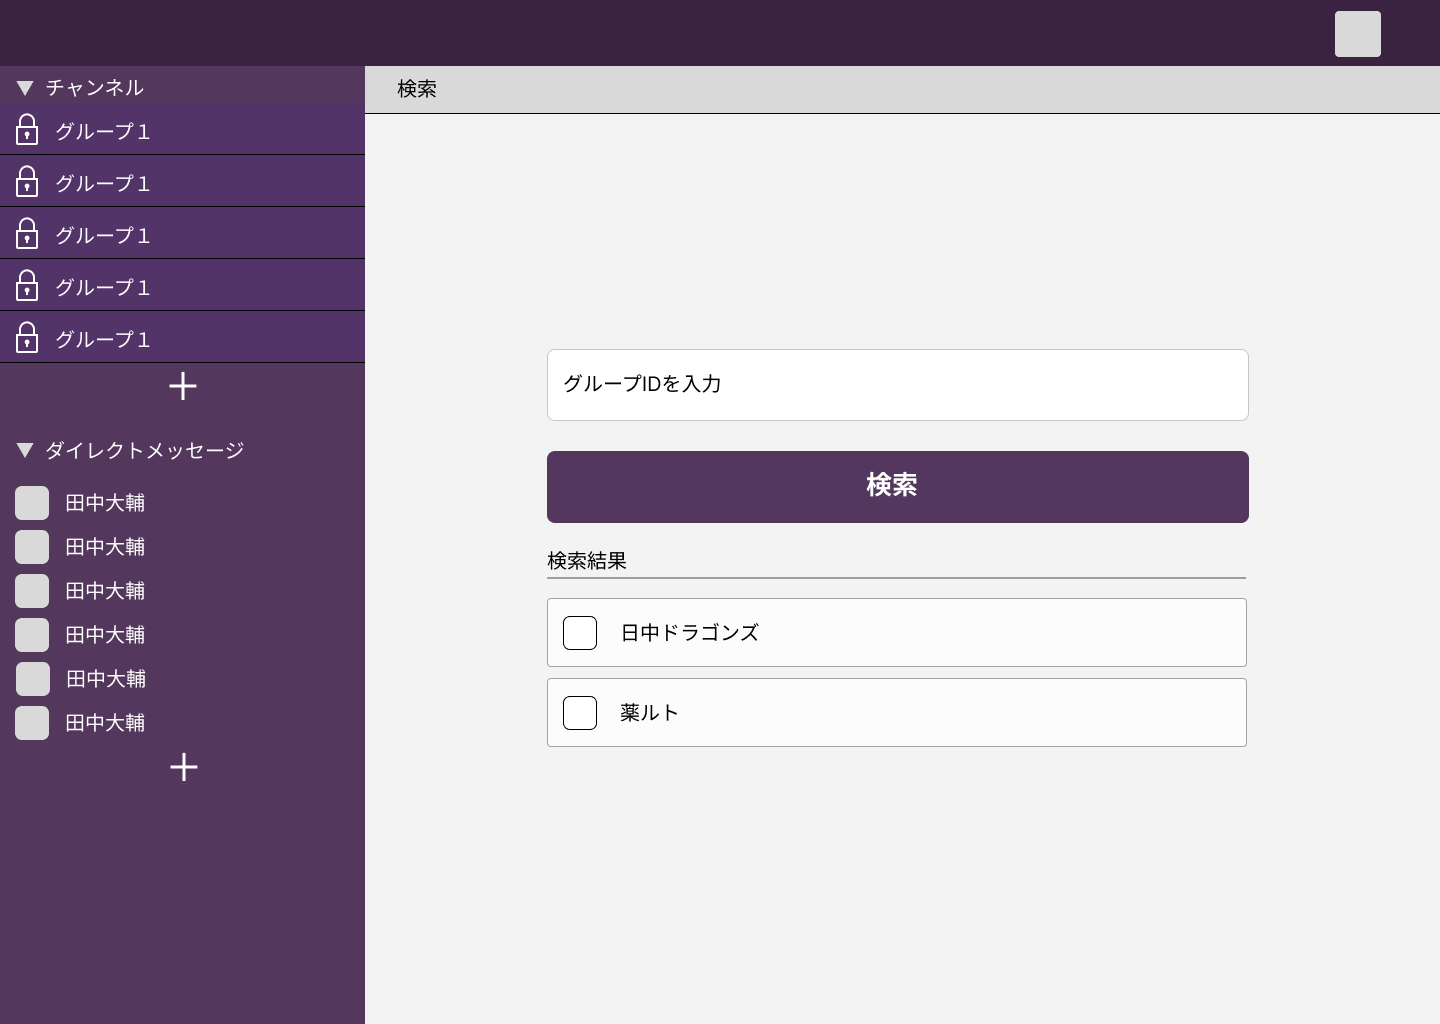 チャンネル
グループ１
グループ１
グループ１
グループ１
グループ１
ダイレクトメッセージ
田中大輔
田中大輔
田中大輔
田中大輔
田中大輔
田中大輔
検索
グループIDを入力
検索
検索結果
日中ドラゴンズ
薬ルト